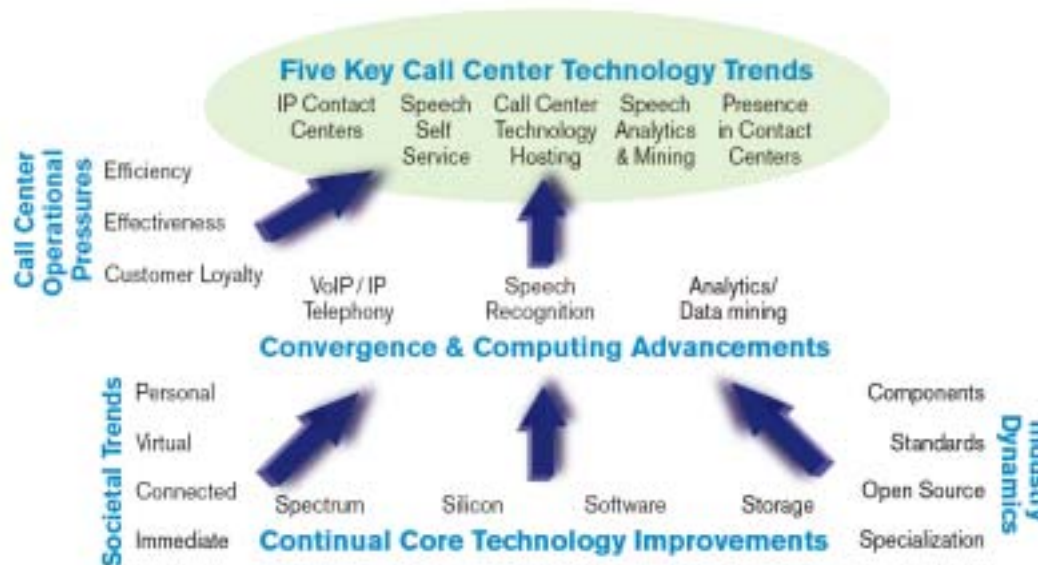 Five Key Call Center Technology Trends
IP Contact
Centers
Speech
Self
Service
Call Center
Technology
Hosting
Speech
Analytics
& Mining
Presence
in Contact
Centers
Call Center
Operational
Pressures
Efficiency
Effectiveness
Customer Loyalty
VoIP / IP
Telephony
Speech
Recognition
Analytics/
Data mining
Convergence & Computing Advancements
Societal Trends
Personal
Virtual
Connected
Immediate
Components
Standards
Open Source
Specialization
Industry
Dynamics
Spectrum
Silicon
Software
Storage
Continual Core Technology Improvements